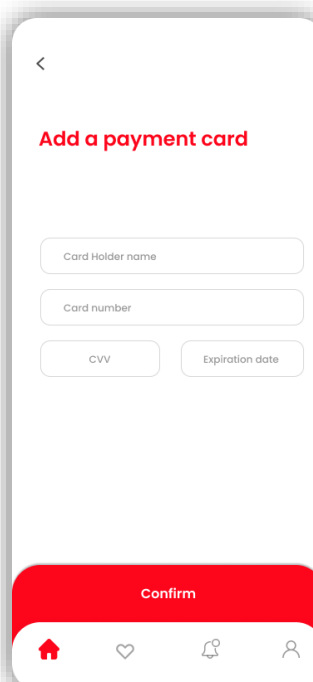 Add a payment card
Card Holder name
Card number
CVV
Expiration date
Confirm